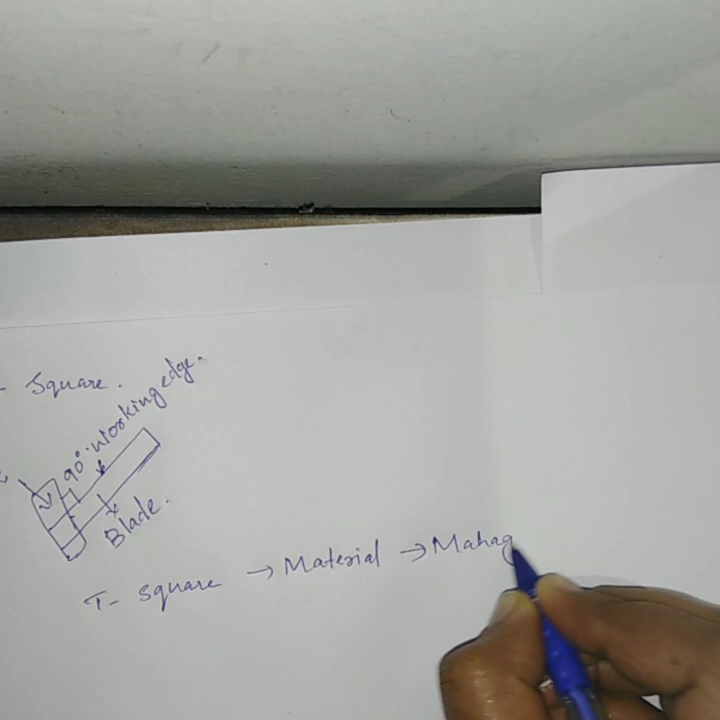 - Square.
90° working edge.
Blade.
T- square → Material → Mahag